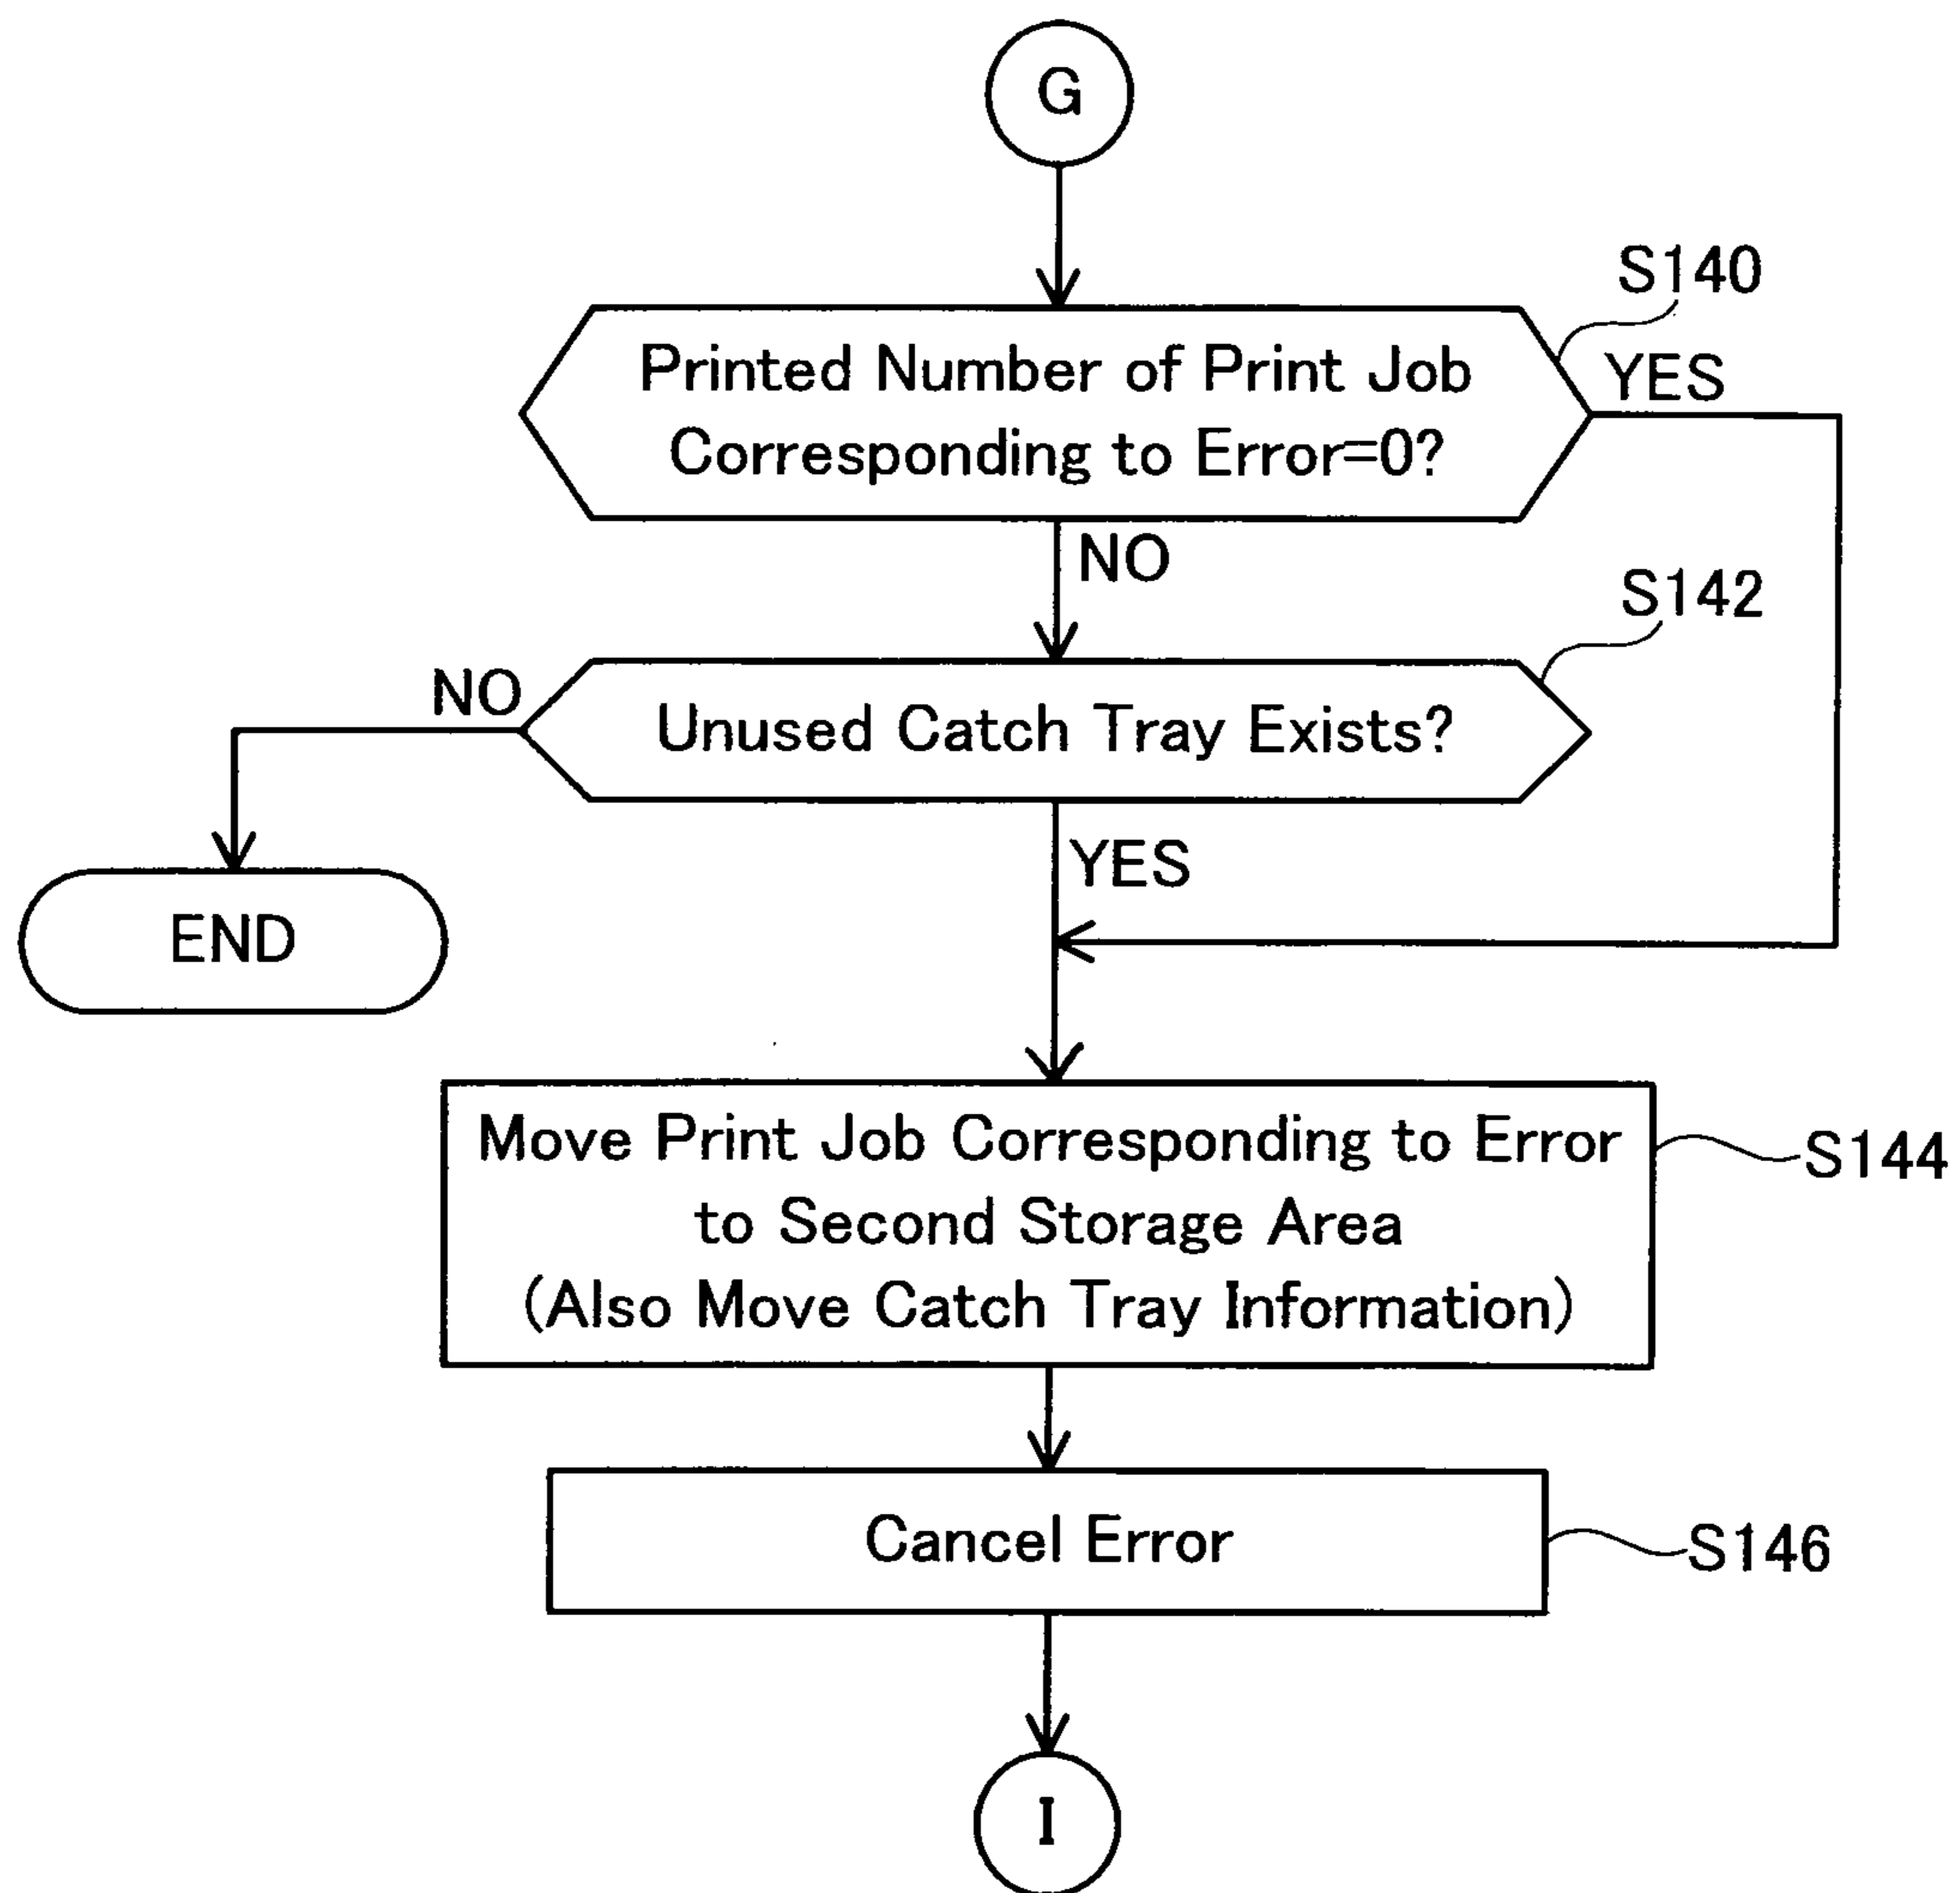 G
S140
Printed Number of Print Job
YES
Corresponding to Error=0?
NO
S142
NO
Unused Catch Tray Exists?
YES
END
Move Print Job Corresponding to Error
S144
to Second Storage Area
(Also Move Catch Tray Information)
Cancel Error
S146
I